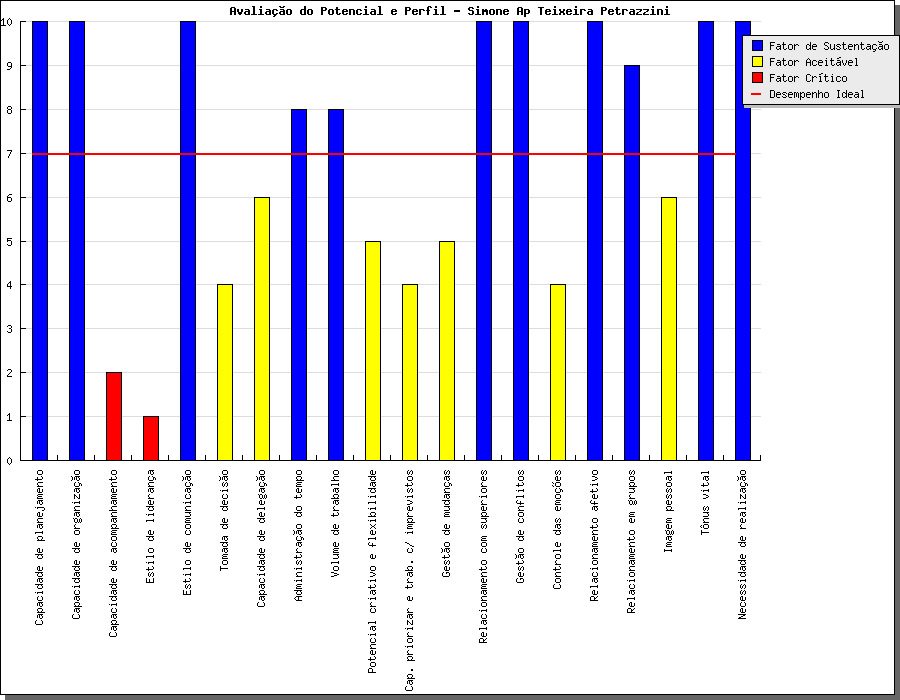 Avaliação do Potencial e Perfil - Simone Ap Teixeira Petrazzini
Fator de Sustentação
Fator Aceitável
Fator Crítico
Desempenho Ideal
10
9
8
7
6
5
4
3
2
1
0
Capacidade de planejamento
Capacidade de organização
Capacidade de acompanhamento
Estilo de liderança
Estilo de comunicação
Tomada de decisão
Capacidade de delegação
Administração do tempo
Volume de trabalho
Potencial criativo e flexibilidade
Cap. priorizar e trab. c/ imprevistos
Gestão de mudanças
Relacionamento com superiores
Gestão de conflitos
Controle das emoções
Relacionamento afetivo
Relacionamento em grupos
Imagem pessoal
Tônus vital
Necessidade de realização